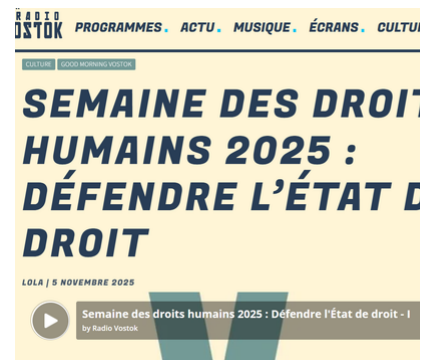 RADIO
VOSTOK
PROGRAMMES. ACTU. MUSIQUE. ÉCRANS. CULTU
CULTURE GOOD MORNING VOSTOK
SEMAINE DES DROIT
HUMAINS 2025 :
DÉFENDRE L'ÉTAT D
DROIT
LOLA | 5 NOVEMBRE 2025
Semaine des droits humains 2025 : Défendre l'État de droit - I
by Radio Vostok